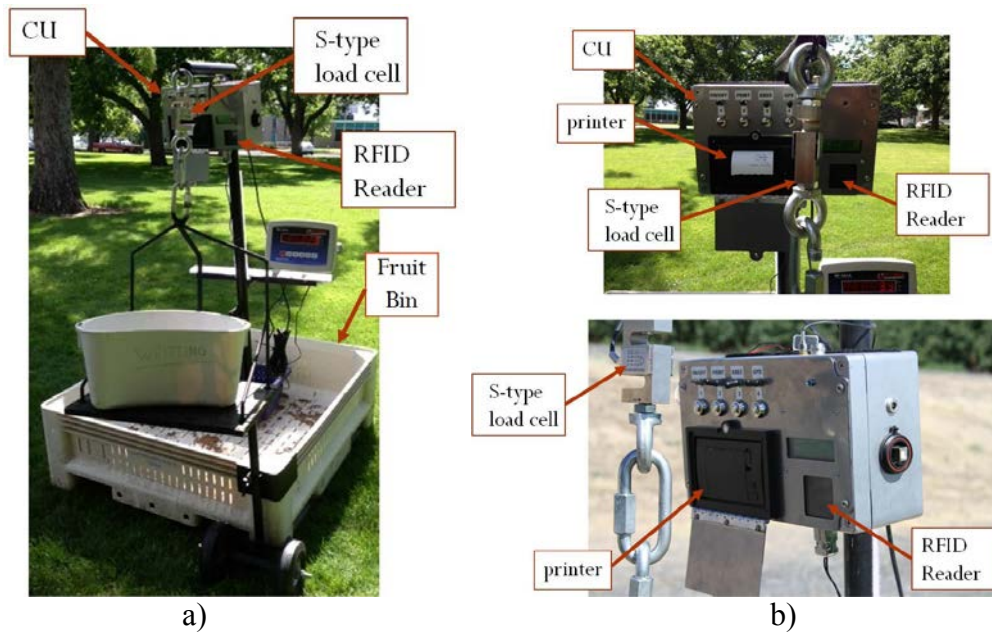 CU
S-type
load cell
RFID
Reader
Fruit
Bin
a)
CU
printer
S-type
load cell
RFID
Reader
S-type
load cell
printer
RFID
Reader
b)